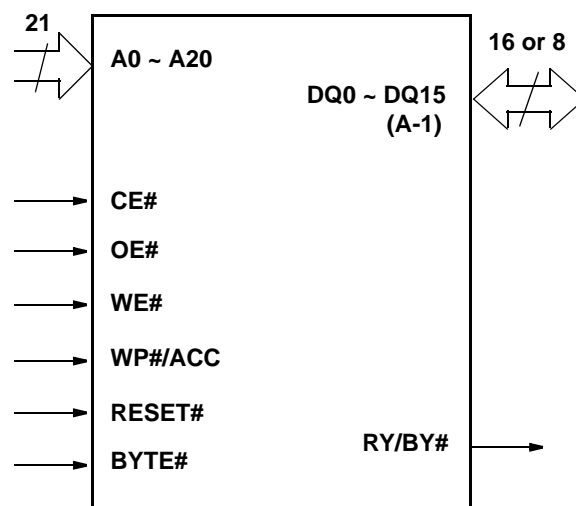 21
A0 ~ A20
16 or 8
DQ0 ~ DQ15
(A-1)
CE#
OE#
WE#
WP#/ACC
RESET#
BYTE#
RY/BY#